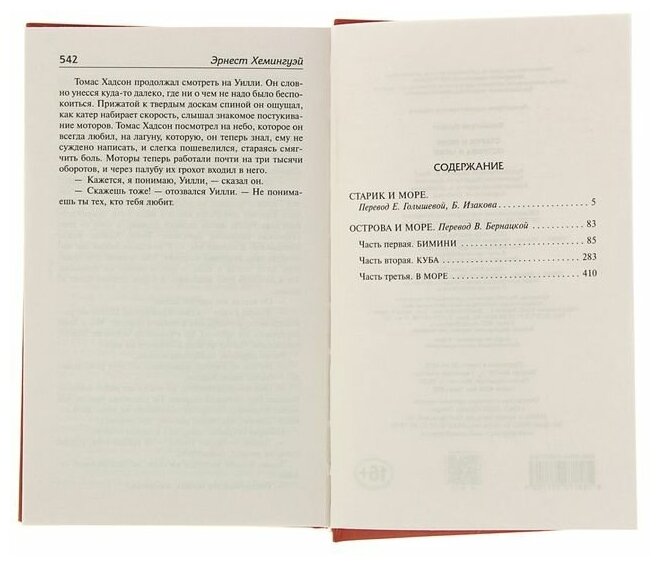 542 Эрнест Хемингуэй
Томас Хадсон продолжал смотреть на Уилли. Он слов-
но унесся куда-то далеко, где ни о чем не надо было беспо-
коиться. Прижатой к твердым доскам спиной он ощущал,
как катер набирает скорость, слышал знакомое постукива-
ние моторов. Томас Хадсон посмотрел на небо, которое он
всегда любил, на лагуну, которую, он теперь знал, ему не
суждено написать, и слегка пошевелился, стараясь смяг-
чить боль. Моторы теперь работали почти на три тысячи
оборотов, и через палубу их грохот входил в него.
— Кажется, я понимаю, Уилли, — сказал он.
— Скажешь тоже! — отозвался Уилли. — Не понима-
ешь ты тех, кто тебя любит.
СОДЕРЖАНИЕ
СТАРИК И МОРЕ.
Перевод Е. Голышевой, Б. Изакова 5
ОСТРОВА И МОРЕ. Перевод В. Бернацкой 83
Часть первая. БИМИНИ 85
Часть вторая. КУБА 283
Часть третья. В МОРЕ 410
16+